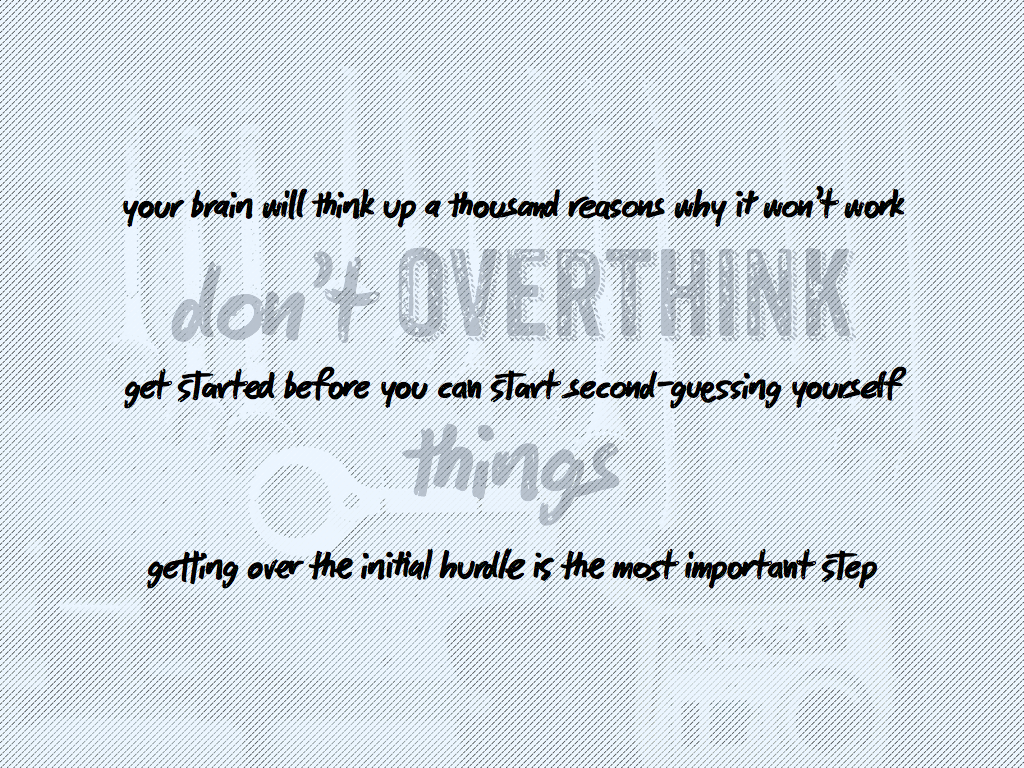 your brain will think up a thousand reasons why it won't work
don't OVERTHINK
get started before you can start second-guessing yourself
things
getting over the initial hurdle is the most important step